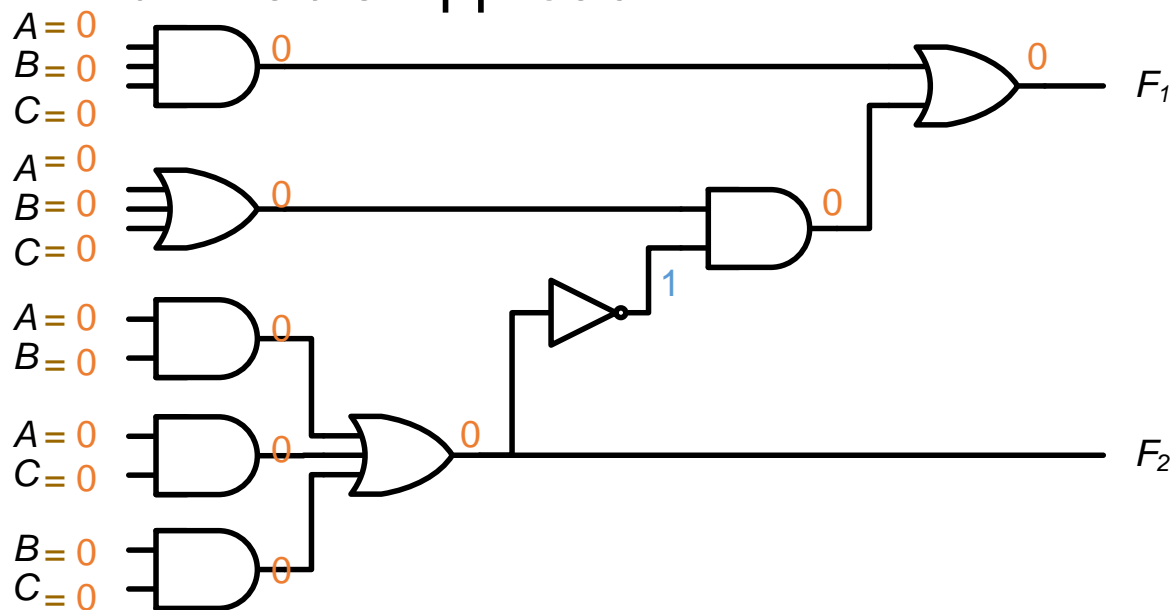 A = 0
0
0
B = 0
F1
C = 0
A = 0
B = 0
0
0
C = 0
1
A = 0
0
B = 0
A = 0
0
0
F2
C = 0
B = 0
0
C = 0